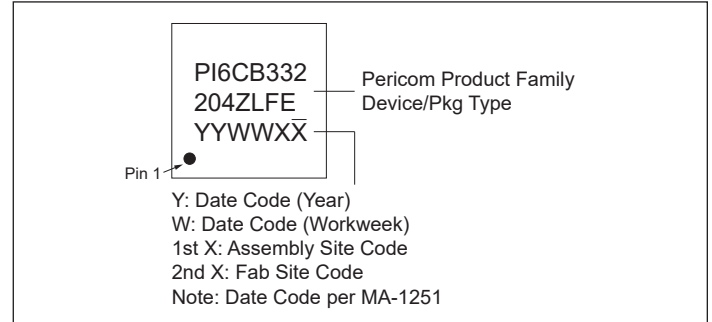 PI6CB332
204ZLFE
YYWWXX̅
Pericom Product Family
Device/Pkg Type
Pin 1
Y: Date Code (Year)
W: Date Code (Workweek)
1st X: Assembly Site Code
2nd X: Fab Site Code
Note: Date Code per MA-1251